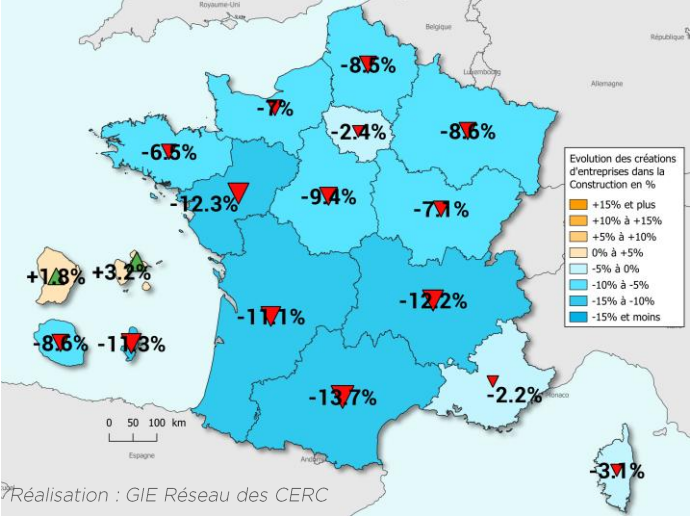 Royaume-Uni
Belgique
République
-8.5%
Luxembourg
Allemagne
-7%
-2.4%
-8.6%
-6.5%
Evolution des créations
d'entreprises dans la
Construction en %
+15% et plus
+10% à +15%
+5% à +10%
0% à +5%
-5% à 0%
-10% à -5%
-15% à -10%
-15% et moins
-12.3%
-9.4%
-7.1%
+1.8%
+3.2%
-12.2%
-11.1%
-8.6%
-11.3%
-13.7%
-2.2%
Monaco
0 50 100 km
Espagne
-3.1%
Réalisation : GIE Réseau des CERC